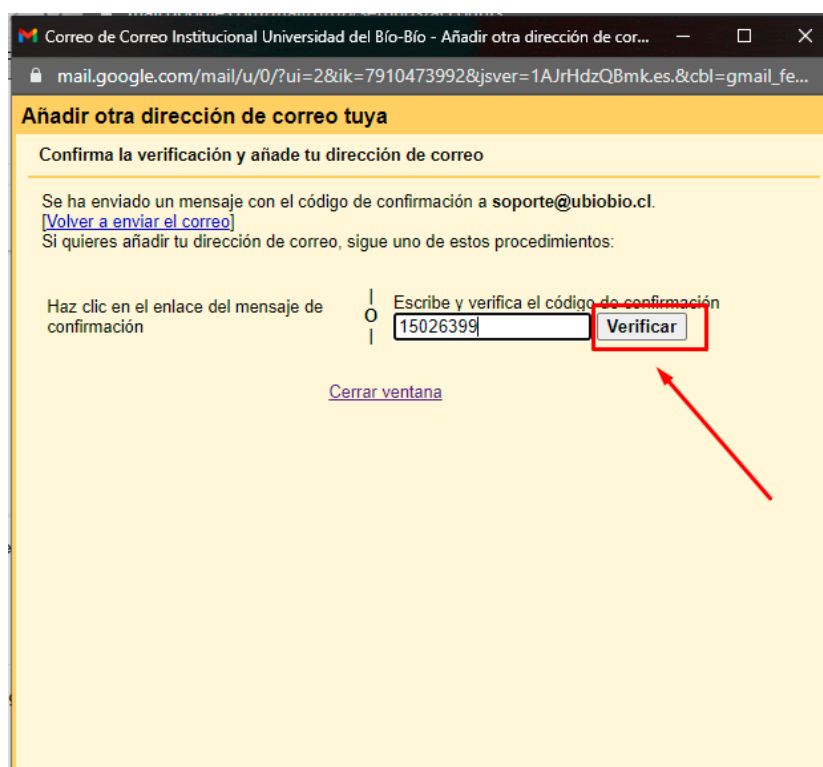 Correo de Correo Institucional Universidad del Bío-Bío - Añadir otra dirección de cor...
mail.google.com/mail/u/0/?ui=2&ik=7910473992&jsver=1AJrHdzQBmk.es.&cbl=gmail_fe...
Añadir otra dirección de correo tuya
Confirma la verificación y añade tu dirección de correo
Se ha enviado un mensaje con el código de confirmación a soporte@ubiobio.cl.
[Volver a enviar el correo]
Si quieres añadir tu dirección de correo, sigue uno de estos procedimientos:
Haz clic en el enlace del mensaje de
confirmación
|
O
|
Escribe y verifica el código de confirmación
15026399 Verificar
Cerrar ventana